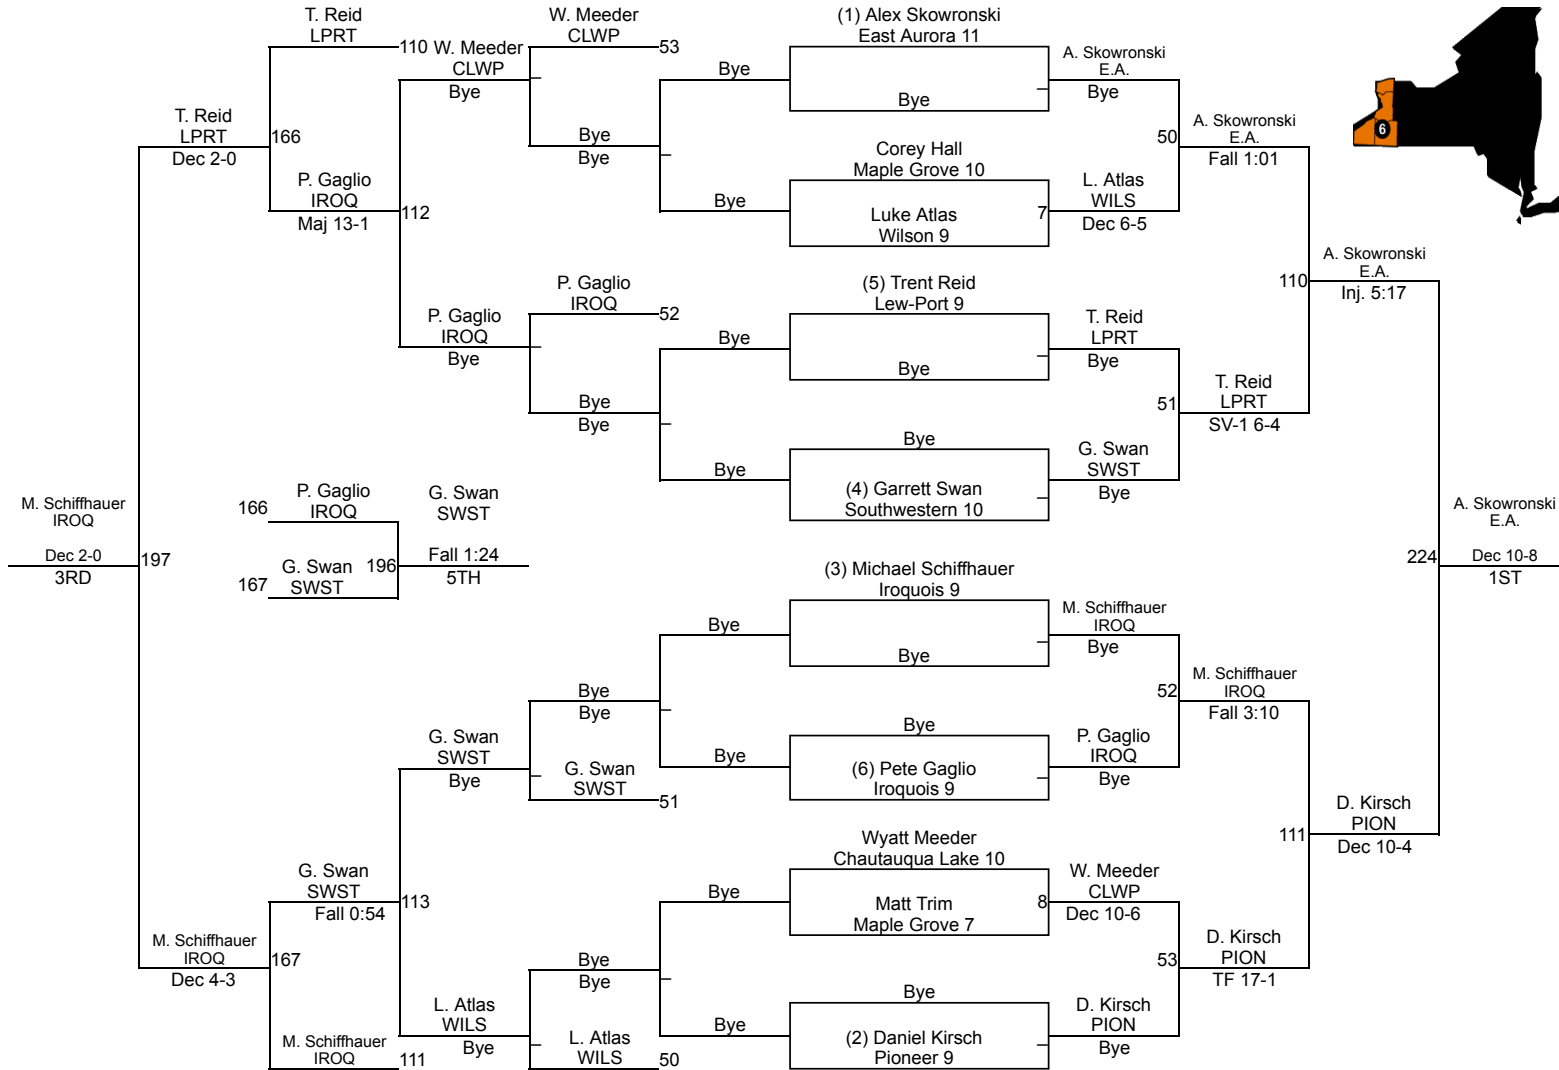 T. Reid
LPRT
110
W. Meeder
CLWP
Bye
W. Meeder
CLWP
53
Bye
Bye
T. Reid
LPRT
Dec 2-0
166
P. Gaglio
IROQ
Maj 13-1
112
P. Gaglio
IROQ
Bye
P. Gaglio
IROQ
52
Bye
Bye
Bye
Bye
Bye
Bye
(1) Alex Skowronski
East Aurora 11
Bye
Corey Hall
Maple Grove 10
Luke Atlas
Wilson 9
7
(5) Trent Reid
Lew-Port 9
Bye
Bye
(4) Garrett Swan
Southwestern 10
A. Skowronski
E.A.
Bye
50
L. Atlas
WILS
Dec 6-5
T. Reid
LPRT
Bye
51
G. Swan
SWST
Bye
A. Skowronski
E.A.
Fall 1:01
110
T. Reid
LPRT
SV-1 6-4
A. Skowronski
E.A.
Inj. 5:17
6
M. Schiffhauer
IROQ
Dec 2-0
3RD
197
166
P. Gaglio
IROQ
167
G. Swan
SWST
196
G. Swan
SWST
Fall 1:24
5TH
224
A. Skowronski
E.A.
Dec 10-8
1ST
(3) Michael Schiffhauer
Iroquois 9
Bye
Bye
(6) Pete Gaglio
Iroquois 9
Wyatt Meeder
Chautauqua Lake 10
Matt Trim
Maple Grove 7
8
Bye
(2) Daniel Kirsch
Pioneer 9
Bye
Bye
Bye
Bye
Bye
Bye
G. Swan
SWST
51
G. Swan
SWST
Bye
G. Swan
SWST
Fall 0:54
113
Bye
Bye
L. Atlas
WILS
50
L. Atlas
WILS
Bye
M. Schiffhauer
IROQ
Dec 4-3
167
M. Schiffhauer
IROQ
111
M. Schiffhauer
IROQ
Bye
52
P. Gaglio
IROQ
Bye
W. Meeder
CLWP
Dec 10-6
53
D. Kirsch
PION
Bye
M. Schiffhauer
IROQ
Fall 3:10
111
D. Kirsch
PION
TF 17-1
D. Kirsch
PION
Dec 10-4